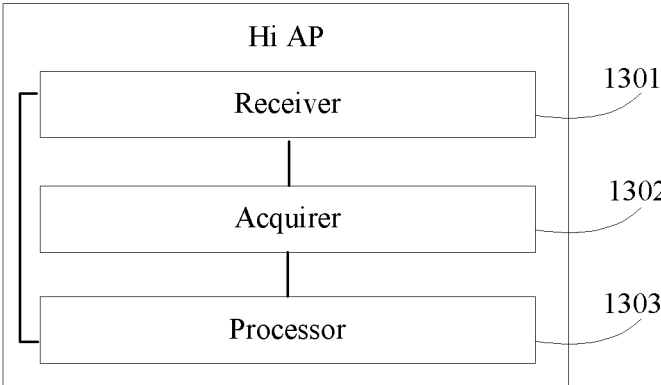 Hi AP
1301
Receiver
1302
Acquirer
1303
Processor